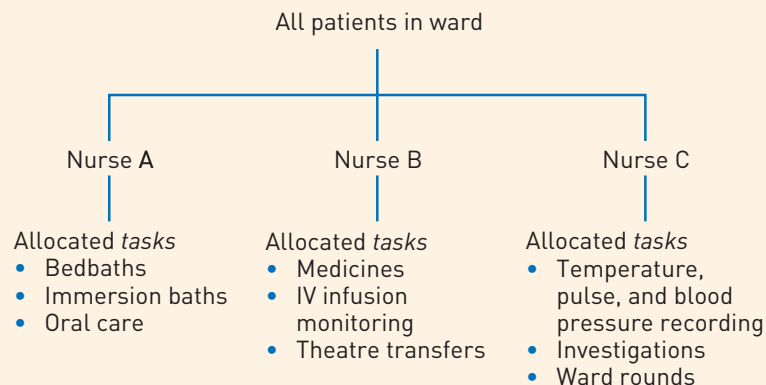 All patients in ward
Nurse A
Nurse B
Nurse C
Allocated tasks
• Bedbaths
• Immersion baths
• Oral care
Allocated tasks
• Medicines
• IV infusion
monitoring
• Theatre transfers
Allocated tasks
• Temperature,
pulse, and blood
pressure recording
• Investigations
• Ward rounds